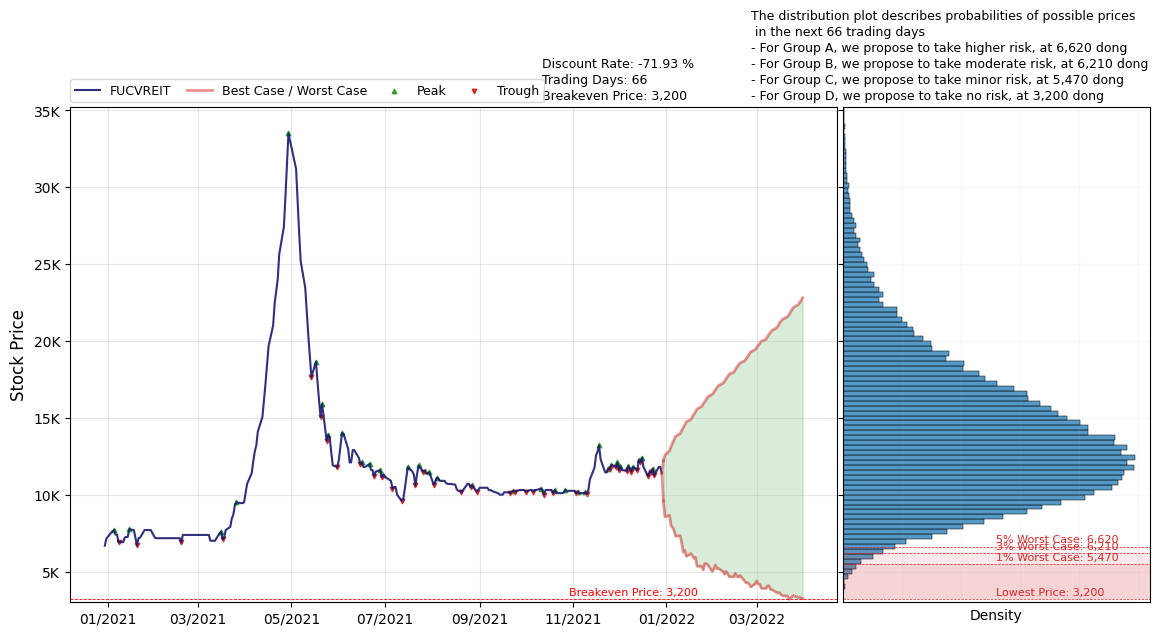 The distribution plot describes probabilities of possible prices
in the next 66 trading days
- For Group A, we propose to take higher risk, at 6,620 dong
- For Group B, we propose to take moderate risk, at 6,210 dong
- For Group C, we propose to take minor risk, at 5,470 dong
- For Group D, we propose to take no risk, at 3,200 dong
Discount Rate: -71.93 %
Trading Days: 66
Breakeven Price: 3,200
FUCVREIT
Best Case / Worst Case
Peak
Trough
Stock Price
35K
30K
25K
20K
15K
10K
5K
Breakeven Price: 3,200
01/2021
03/2021
05/2021
07/2021
09/2021
11/2021
01/2022
03/2022
5% Worst Case: 6,620
3% Worst Case: 6,210
1% Worst Case: 5,470
Lowest Price: 3,200
Density